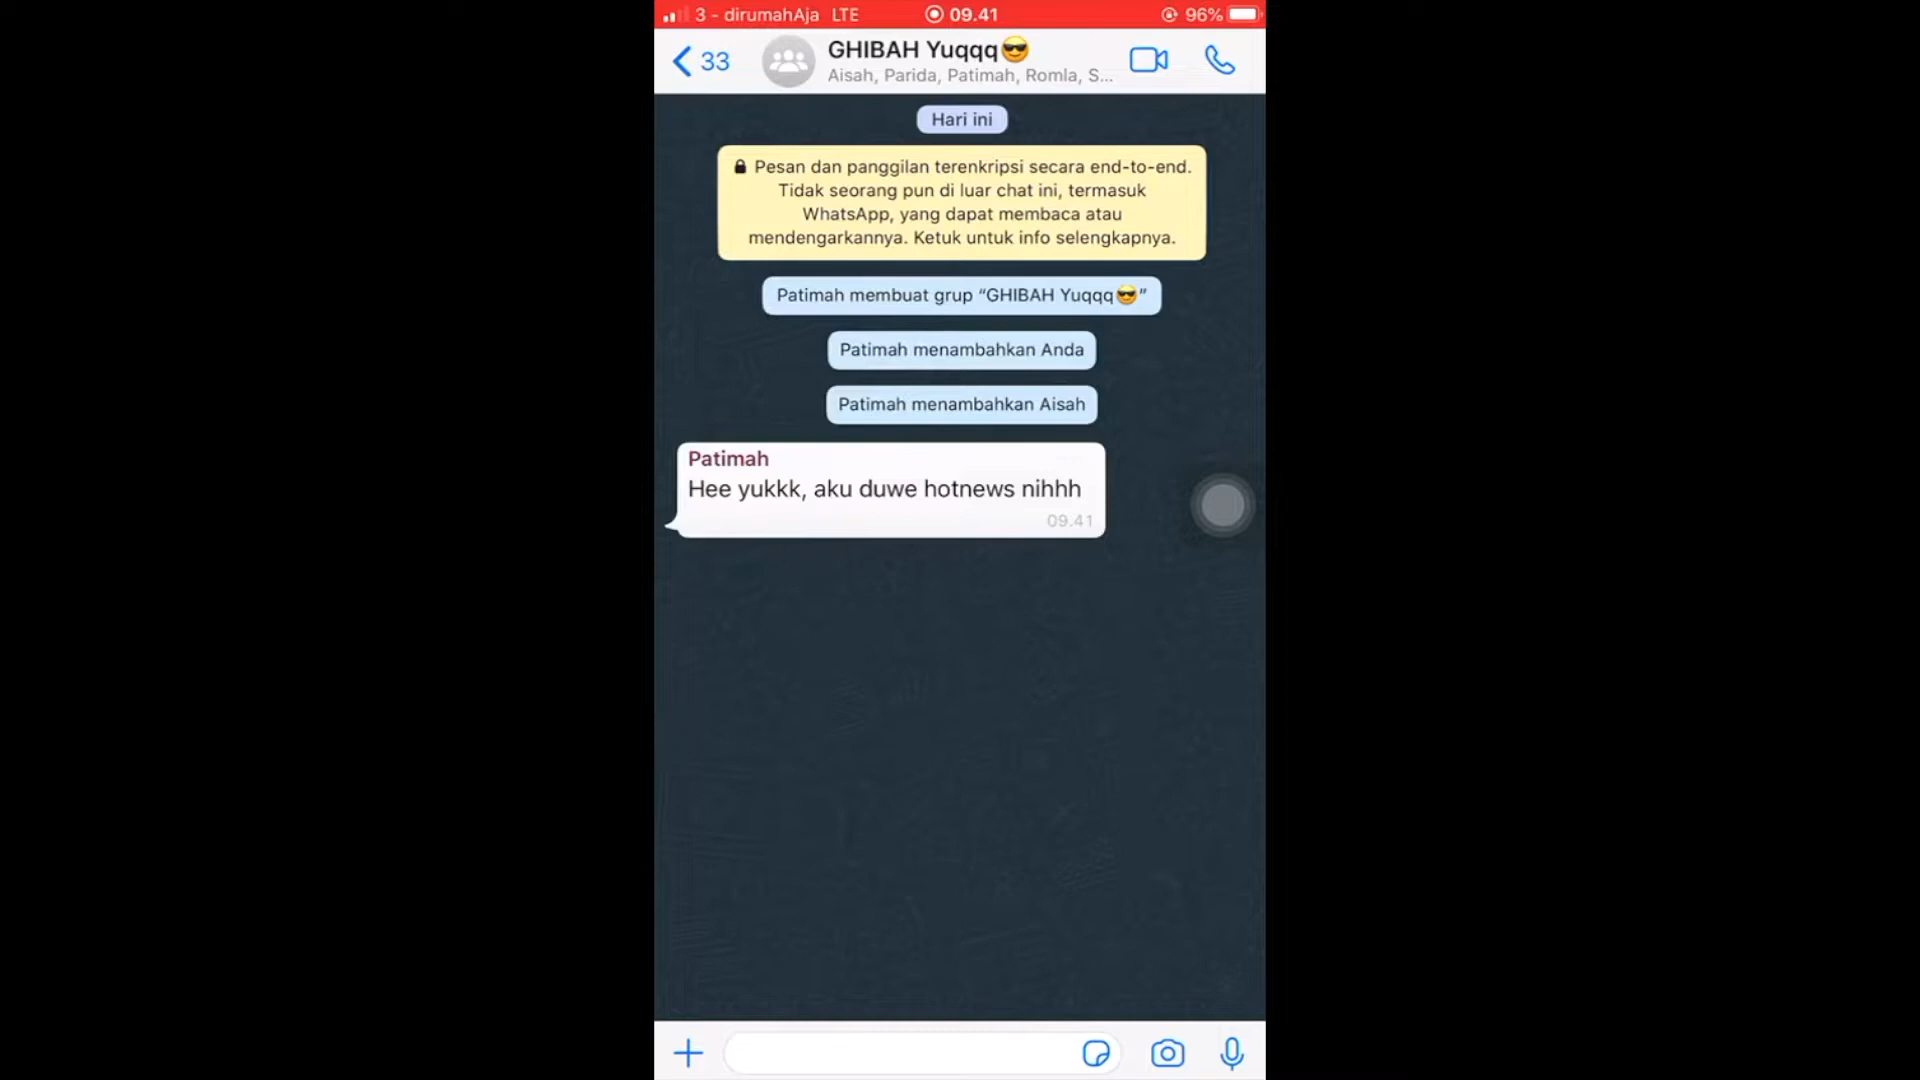 3 - dirumahAja LTE 09.41 96%
33 GHIBAH Yuqqq😎
Aisah, Parida, Patimah, Romla, S...
Hari ini
Pesan dan panggilan terenkripsi secara end-to-end.
Tidak seorang pun di luar chat ini, termasuk
WhatsApp, yang dapat membaca atau
mendengarkannya. Ketuk untuk info selengkapnya.
Patimah membuat grup “GHIBAH Yuqqq😎”
Patimah menambahkan Anda
Patimah menambahkan Aisah
Patimah
Hee yukkk, aku duwe hotnews nihhh
09.41